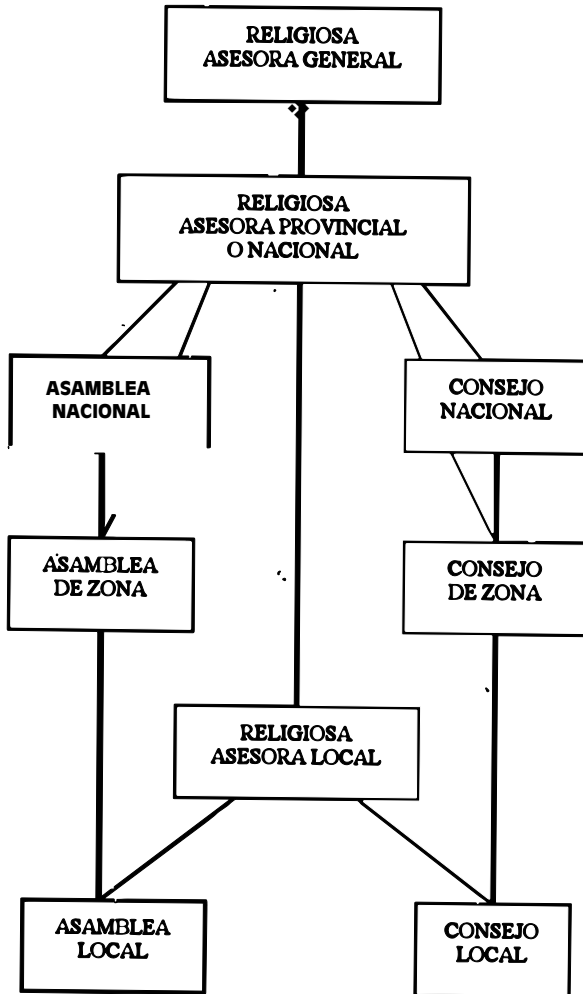 RELIGIOSA
ASESORA GENERAL
RELIGIOSA
ASESORA PROVINCIAL
O NACIONAL
ASAMBLEA
NACIONAL
CONSEJO
NACIONAL
ASAMBLEA
DE ZONA
CONSEJO
DE ZONA
RELIGIOSA
ASESORA LOCAL
ASAMBLEA
LOCAL
CONSEJO
LOCAL